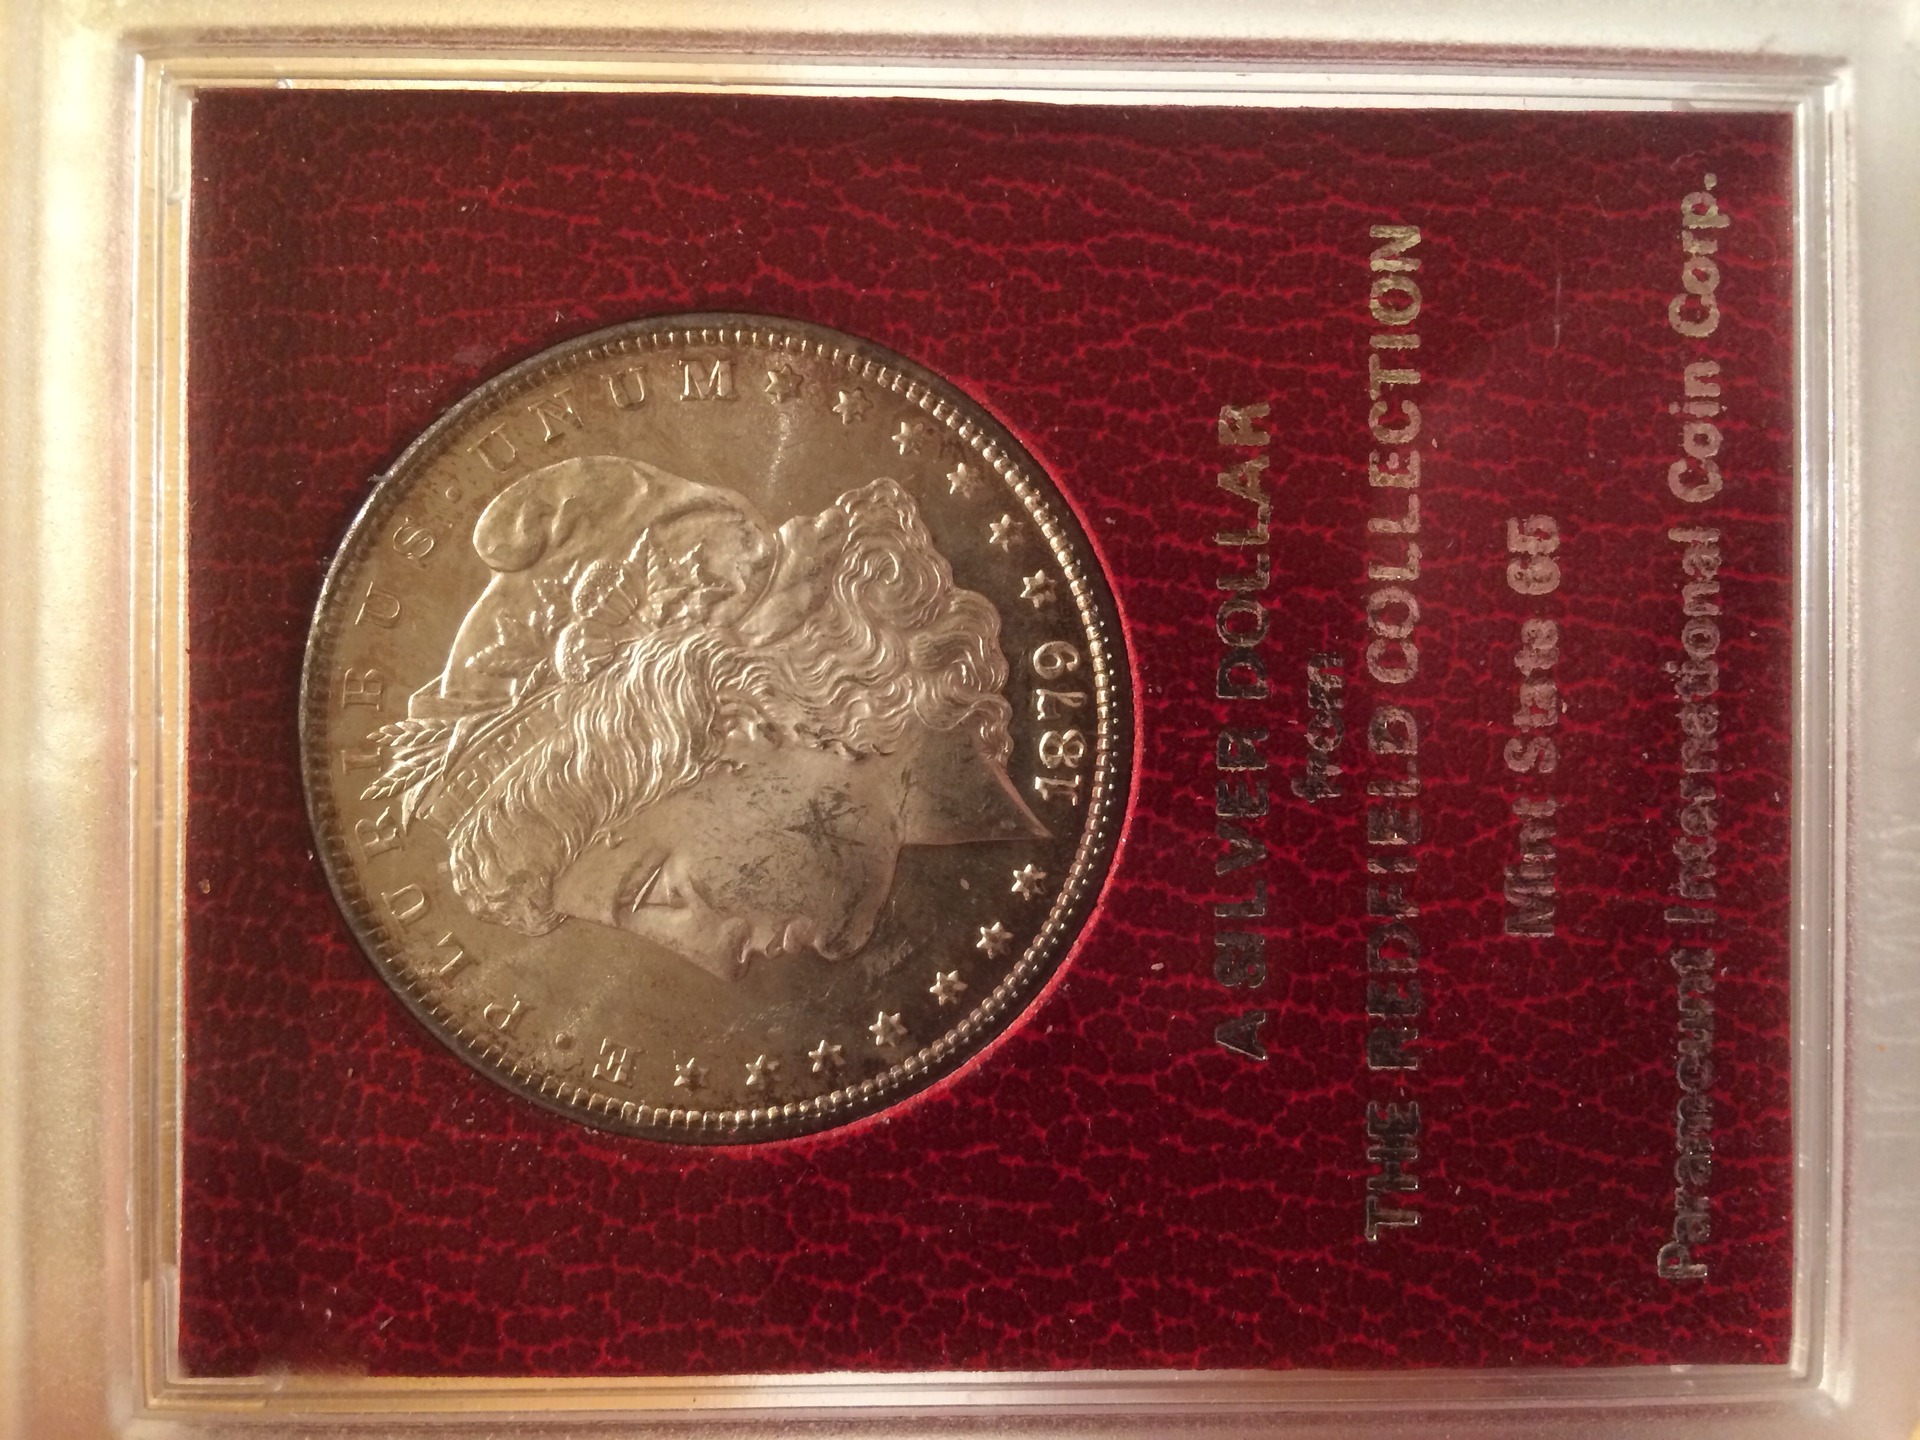 E · PLURIBUS · UNUM
LIBERTY
1879
A SILVER DOLLAR
from
THE REDFIELD COLLECTION
Mint State 65
Paramount International Coin Corp.